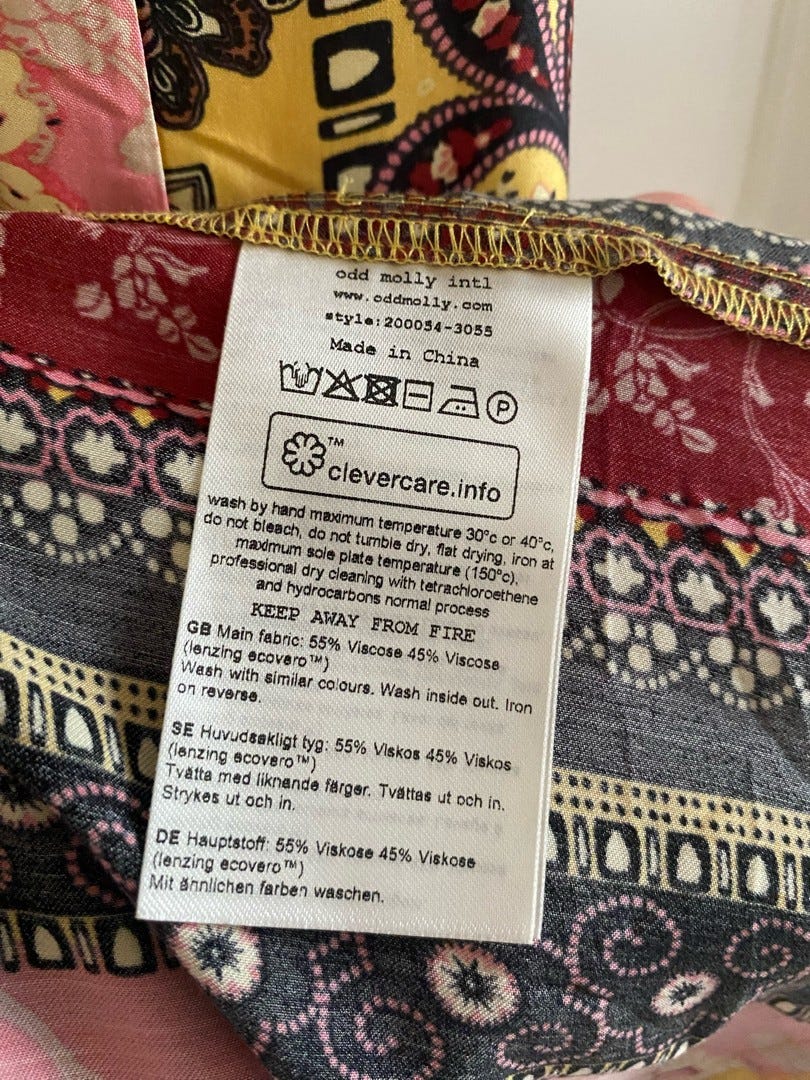 odd molly intl
www.oddmolly.com
style:200054-3055
Made in China
P
™
clevercare.info
wash by hand maximum temperature 30°c or 40°c,
do not bleach, do not tumble dry, flat drying, iron at
maximum sole plate temperature (150°c),
professional dry cleaning with tetrachloroethene
and hydrocarbons normal process
KEEP AWAY FROM FIRE
GB Main fabric: 55% Viscose 45% Viscose
(lenzing ecovero™)
Wash with similar colours. Wash inside out. Iron
on reverse.
SE Huvudsakligt tyg: 55% Viskos 45% Viskos
(lenzing ecovero™)
Tvätta med liknande färger. Tvättas ut och in.
Strykes ut och in.
DE Hauptstoff: 55% Viskose 45% Viskose
(lenzing ecovero™)
Mit ähnlichen farben waschen.